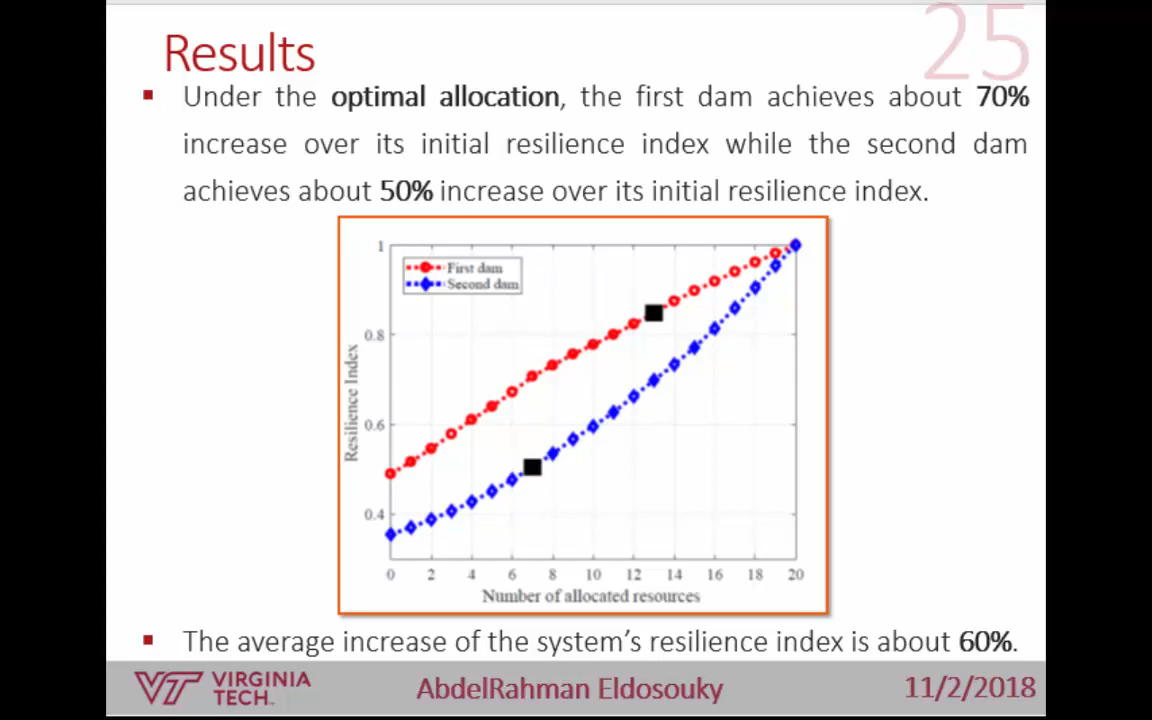 25
Results
▪ Under the optimal allocation, the first dam achieves about 70%
increase over its initial resilience index while the second dam
achieves about 50% increase over its initial resilience index.
First dam
Second dam
1
0.8
0.6
0.4
Resilience Index
0 2 4 6 8 10 12 14 16 18 20
Number of allocated resources
▪ The average increase of the system’s resilience index is about 60%.
VT VIRGINIA
TECH™
AbdelRahman Eldosouky
11/2/2018